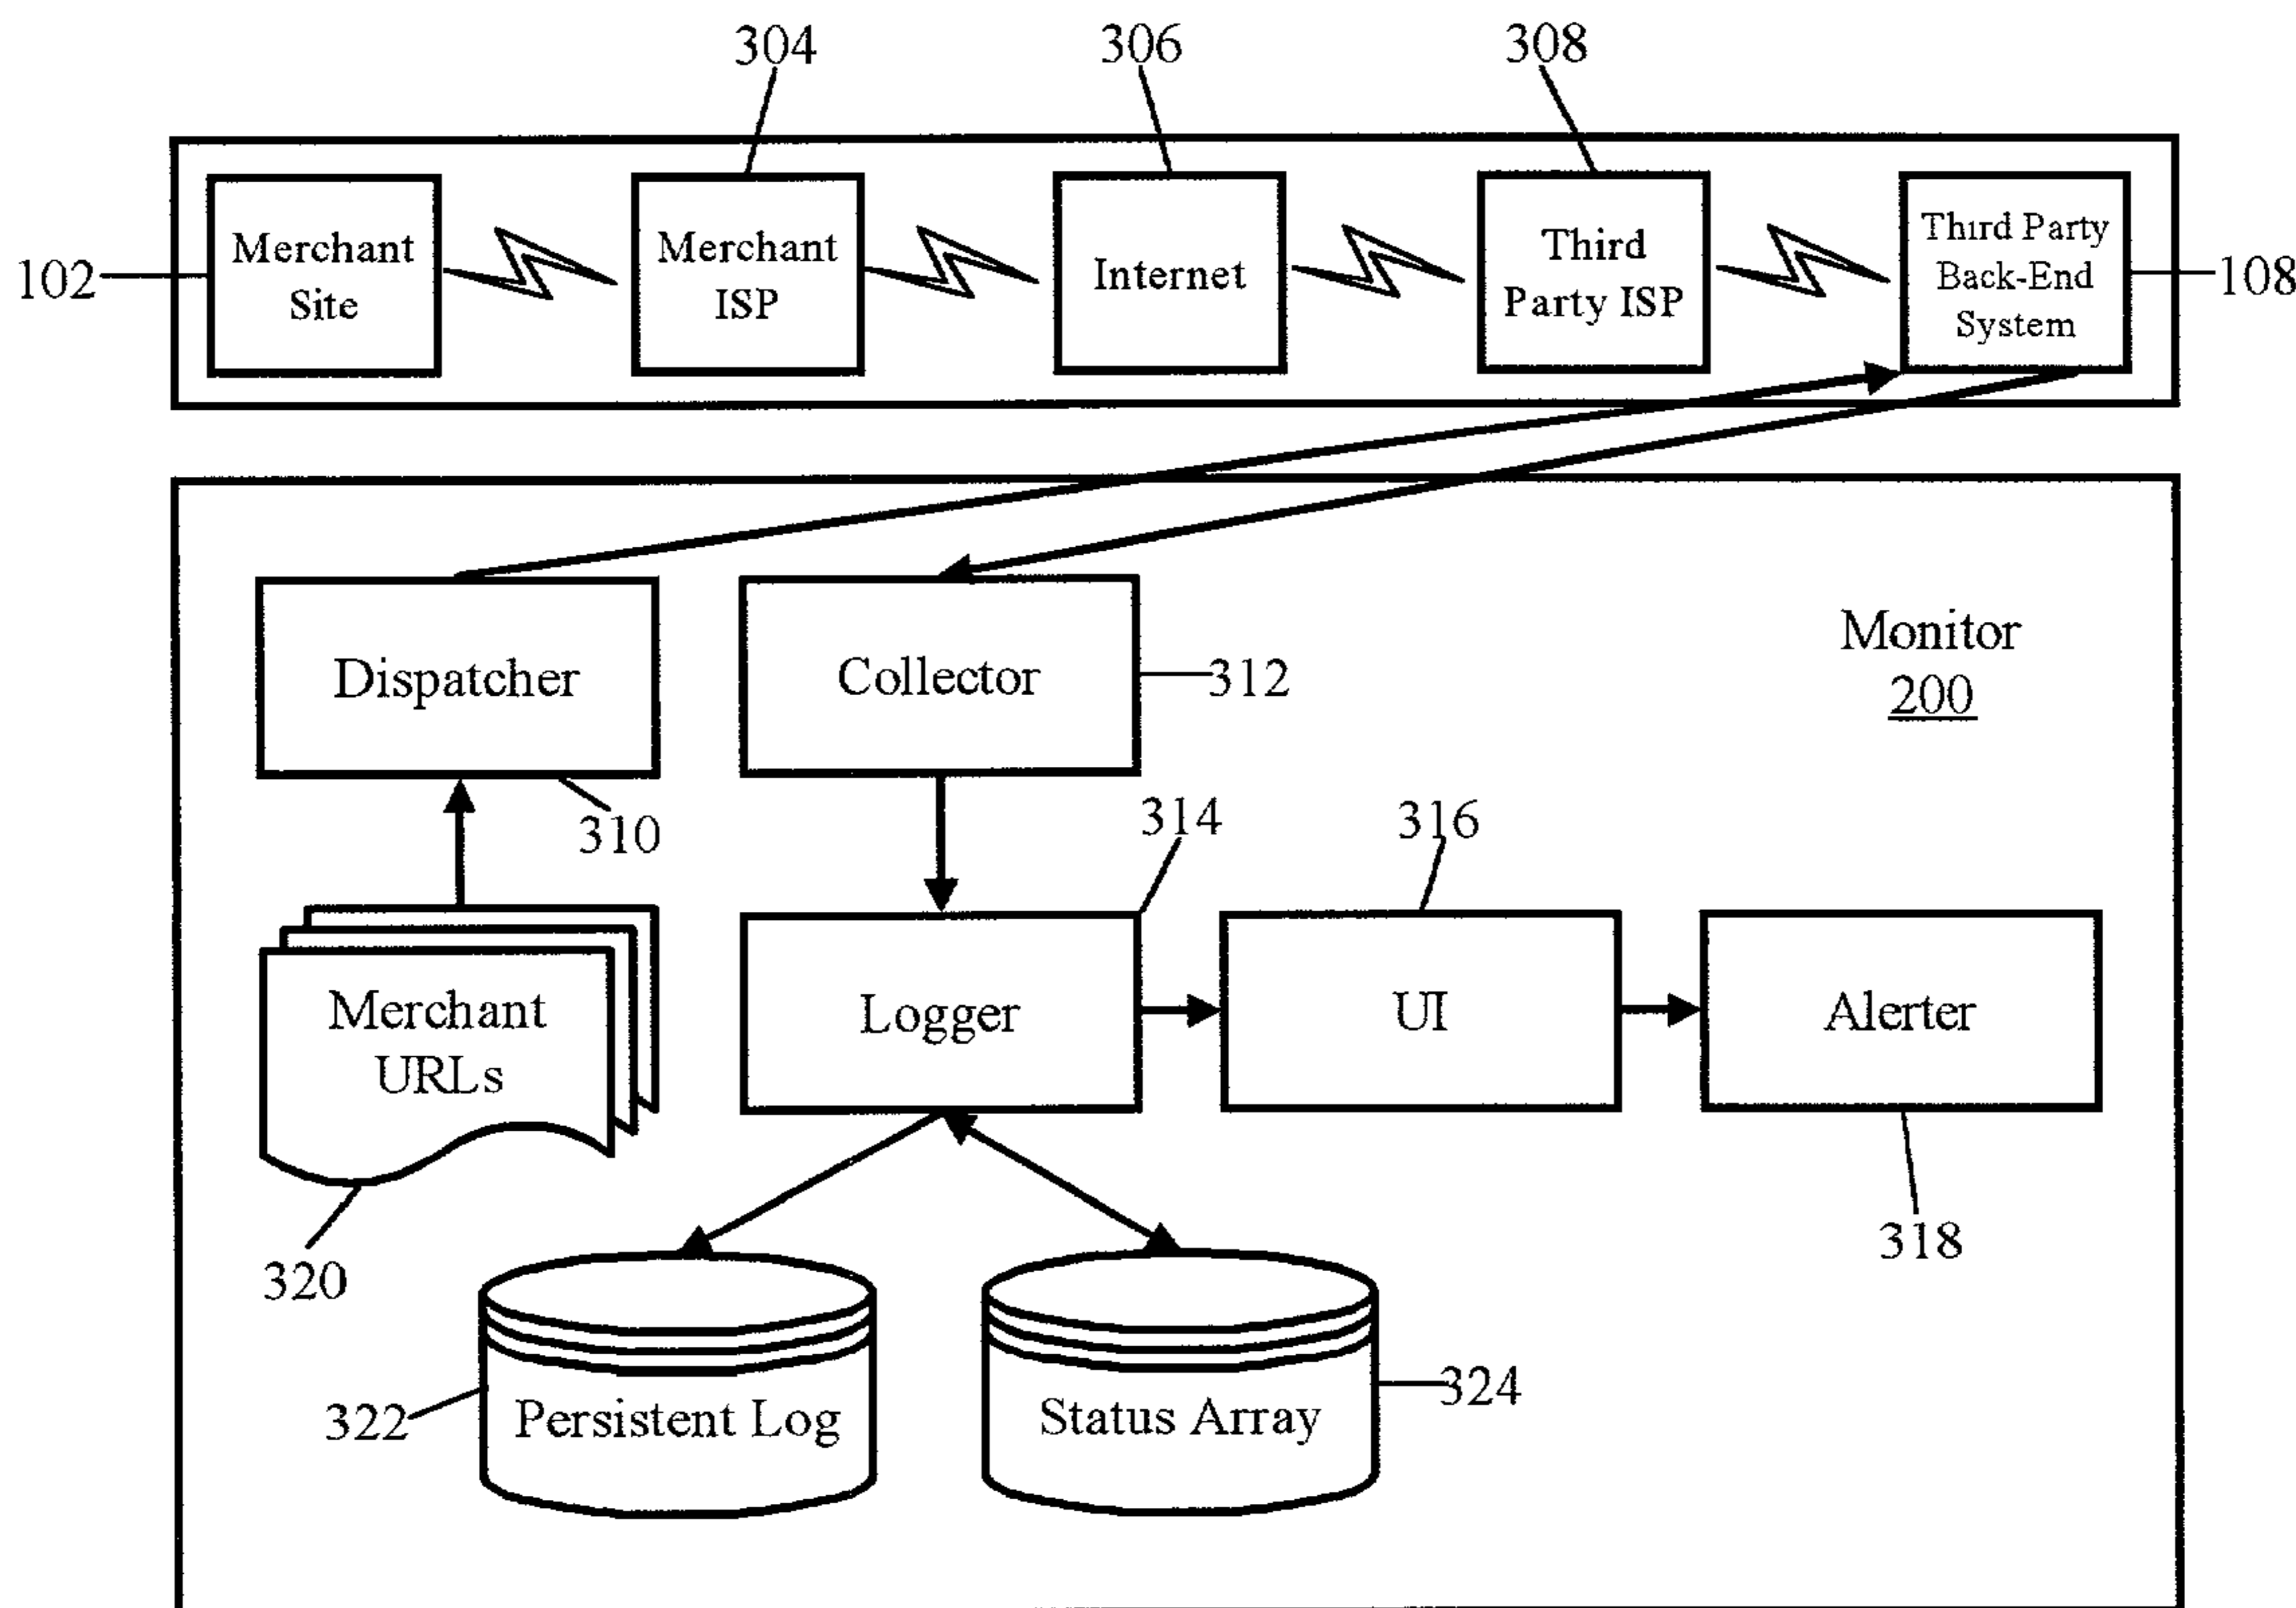 304
306
308
102
Merchant
Site
Merchant
ISP
Internet
Third
Party ISP
Third Party
Back-End
System
108
Dispatcher
Collector
312
Monitor
200
310
314
316
Merchant
URLs
Logger
UI
Alerter
320
318
322
Persistent Log
Status Array
324